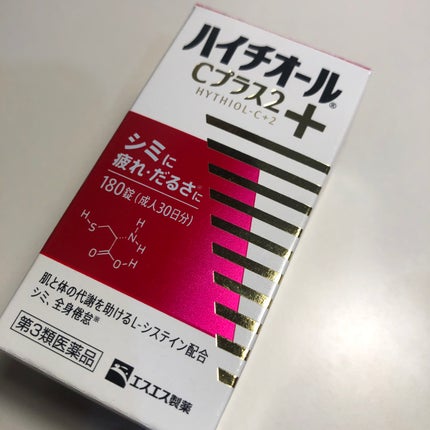 ハイチオール®
Cプラス2
HYTHIOL-C+2
シミに
疲れ・だるさ※に
180錠(成人30日分)
H
S
H
N
H
O
O
H
肌と体の代謝を助けるL-システイン配合
シミ、全身倦怠※
第3類医薬品
エスエス製薬